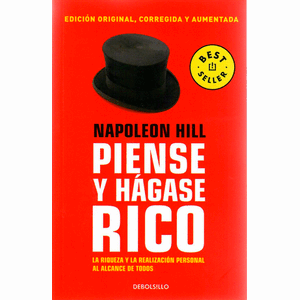 EDICIÓN ORIGINAL, CORREGIDA Y AUMENTADA
BEST
SELLER
NAPOLEON HILL
PIENSE
Y HÁGASE
RICO
LA RIQUEZA Y LA REALIZACIÓN PERSONAL
AL ALCANCE DE TODOS
DEBOLSILLO